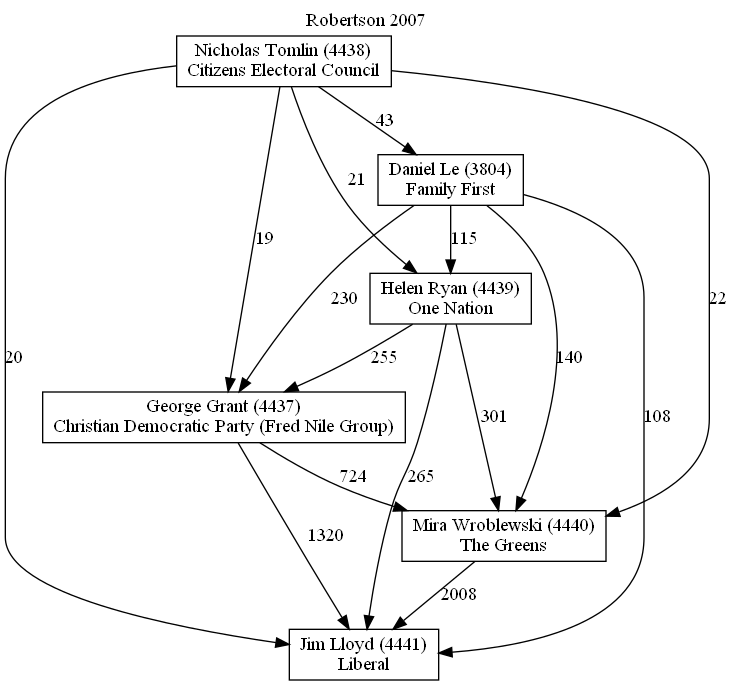 Robertson 2007
Nicholas Tomlin (4438)
Citizens Electoral Council
43
Daniel Le (3804)
Family First
21
19
115
22
Helen Ryan (4439)
One Nation
230
20
255
140
George Grant (4437)
Christian Democratic Party (Fred Nile Group)
301
108
724
265
Mira Wroblewski (4440)
The Greens
1320
2008
Jim Lloyd (4441)
Liberal